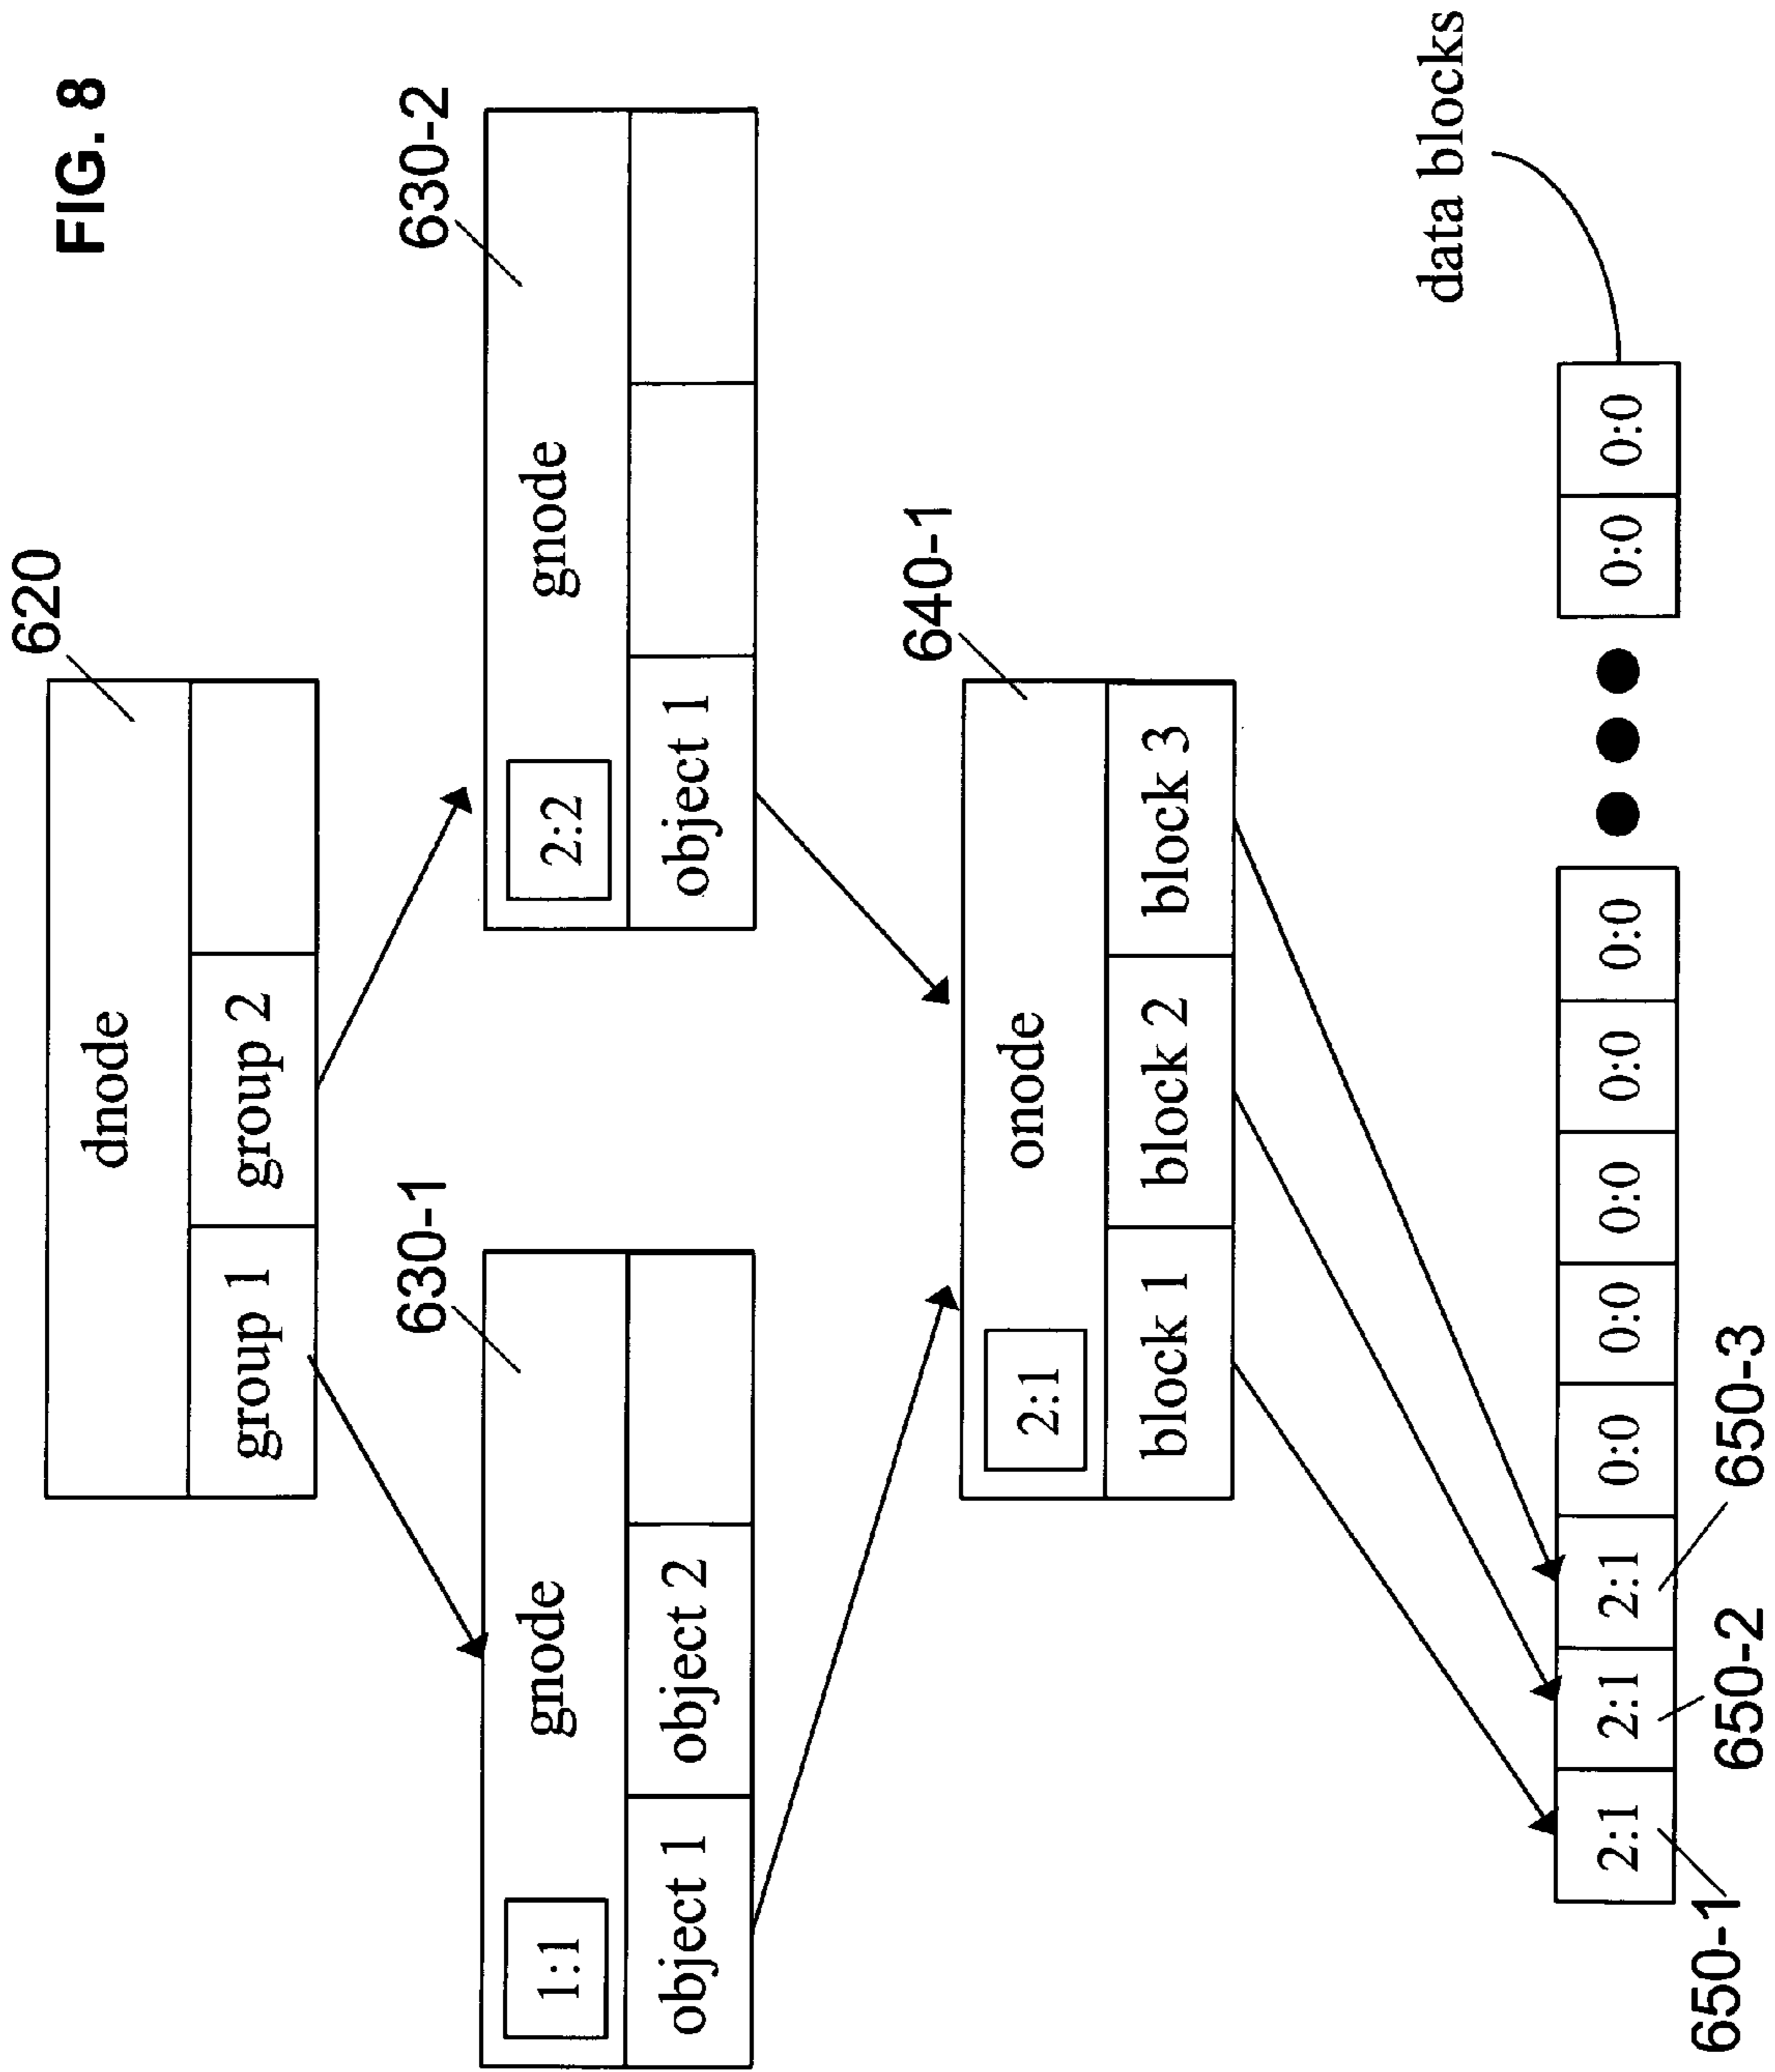 FIG. 8
620
dnode
group 1 group 2
630-1
630-2
1:1 gnode
object 1 object 2
2:2 gnode
object 1
640-1
2:1 onode
block 1 block 2 block 3
data blocks
2:1 2:1 2:1 0:0 0:0 0:0 0:0 0:0 0:0 0:0
650-1 650-2 650-3